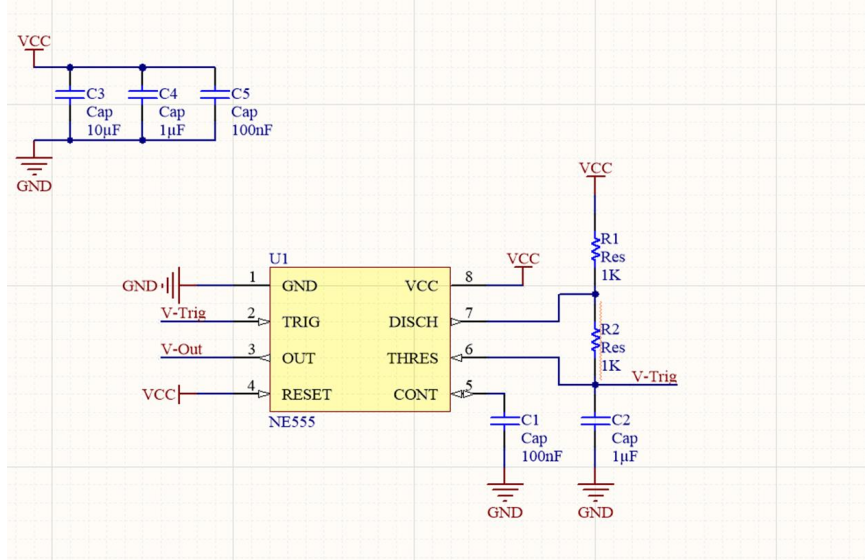 VCC
C3
Cap
10µF
C4
Cap
1µF
C5
Cap
100nF
GND
VCC
R1
Res
1K
U1
VCC
GND
1
GND
VCC
8
V-Trig
2
TRIG
DISCH
7
R2
Res
1K
V-Out
3
OUT
THRES
6
V-Trig
VCC
4
RESET
CONT
5
NE555
C1
Cap
100nF
C2
Cap
1µF
GND
GND